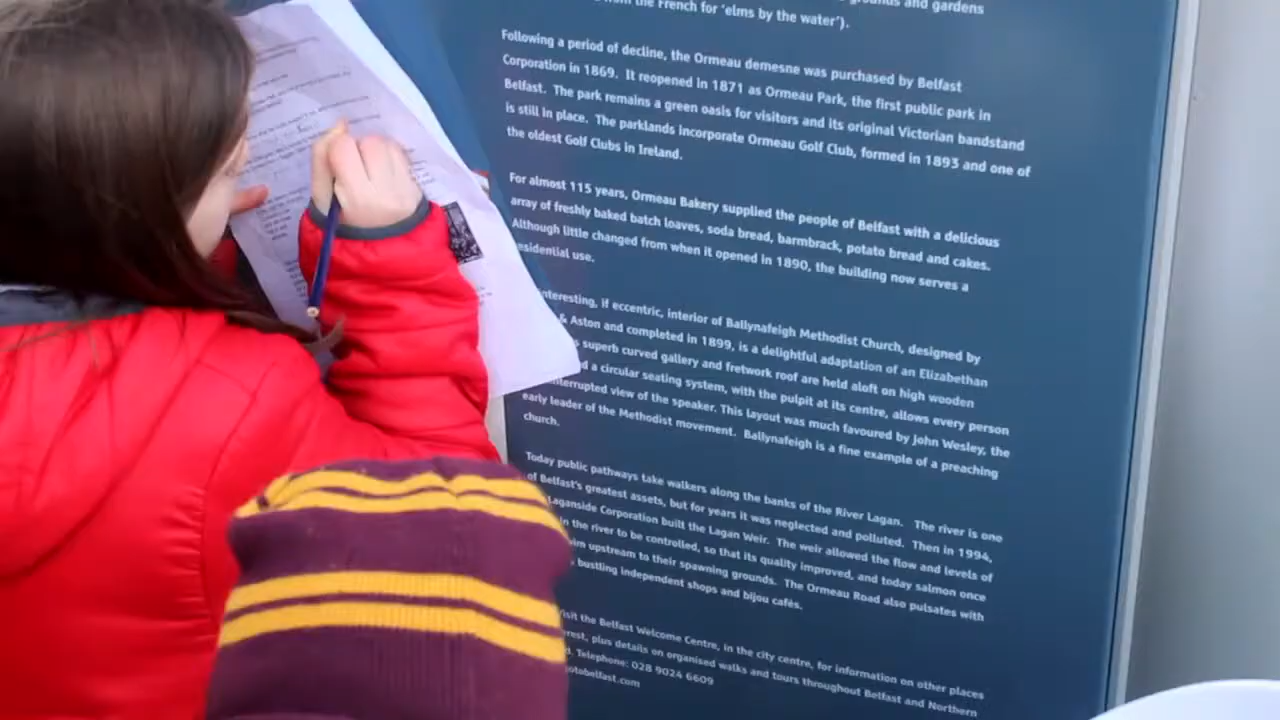 grounds and gardens
from the French for 'elms by the water').
Following a period of decline, the Ormeau demesne was purchased by Belfast
Corporation in 1869. It reopened in 1871 as Ormeau Park, the first public park in
Belfast. The park remains a green oasis for visitors and its original Victorian bandstand
is still in place. The parklands incorporate Ormeau Golf Club, formed in 1893 and one of
the oldest Golf Clubs in Ireland.
For almost 115 years, Ormeau Bakery supplied the people of Belfast with a delicious
array of freshly baked batch loaves, soda bread, barmbrack, potato bread and cakes.
Although little changed from when it opened in 1890, the building now serves a
residential use.
interesting, if eccentric, interior of Ballynafeigh Methodist Church, designed by
& Aston and completed in 1899, is a delightful adaptation of an Elizabethan
superb curved gallery and fretwork roof are held aloft on high wooden
a circular seating system, with the pulpit at its centre, allows every person
interrupted view of the speaker. This layout was much favoured by John Wesley, the
early leader of the Methodist movement. Ballynafeigh is a fine example of a preaching
church.
Today public pathways take walkers along the banks of the River Lagan. The river is one
of Belfast's greatest assets, but for years it was neglected and polluted. Then in 1994,
Laganside Corporation built the Lagan Weir. The weir allowed the flow and levels of
in the river to be controlled, so that its quality improved, and today salmon once
upstream to their spawning grounds. The Ormeau Road also pulsates with
bustling independent shops and bijou cafés.
visit the Belfast Welcome Centre, in the city centre, for information on other places
plus details on organised walks and tours throughout Belfast and Northern
Telephone: 028 9024 6609
gotobelfast.com